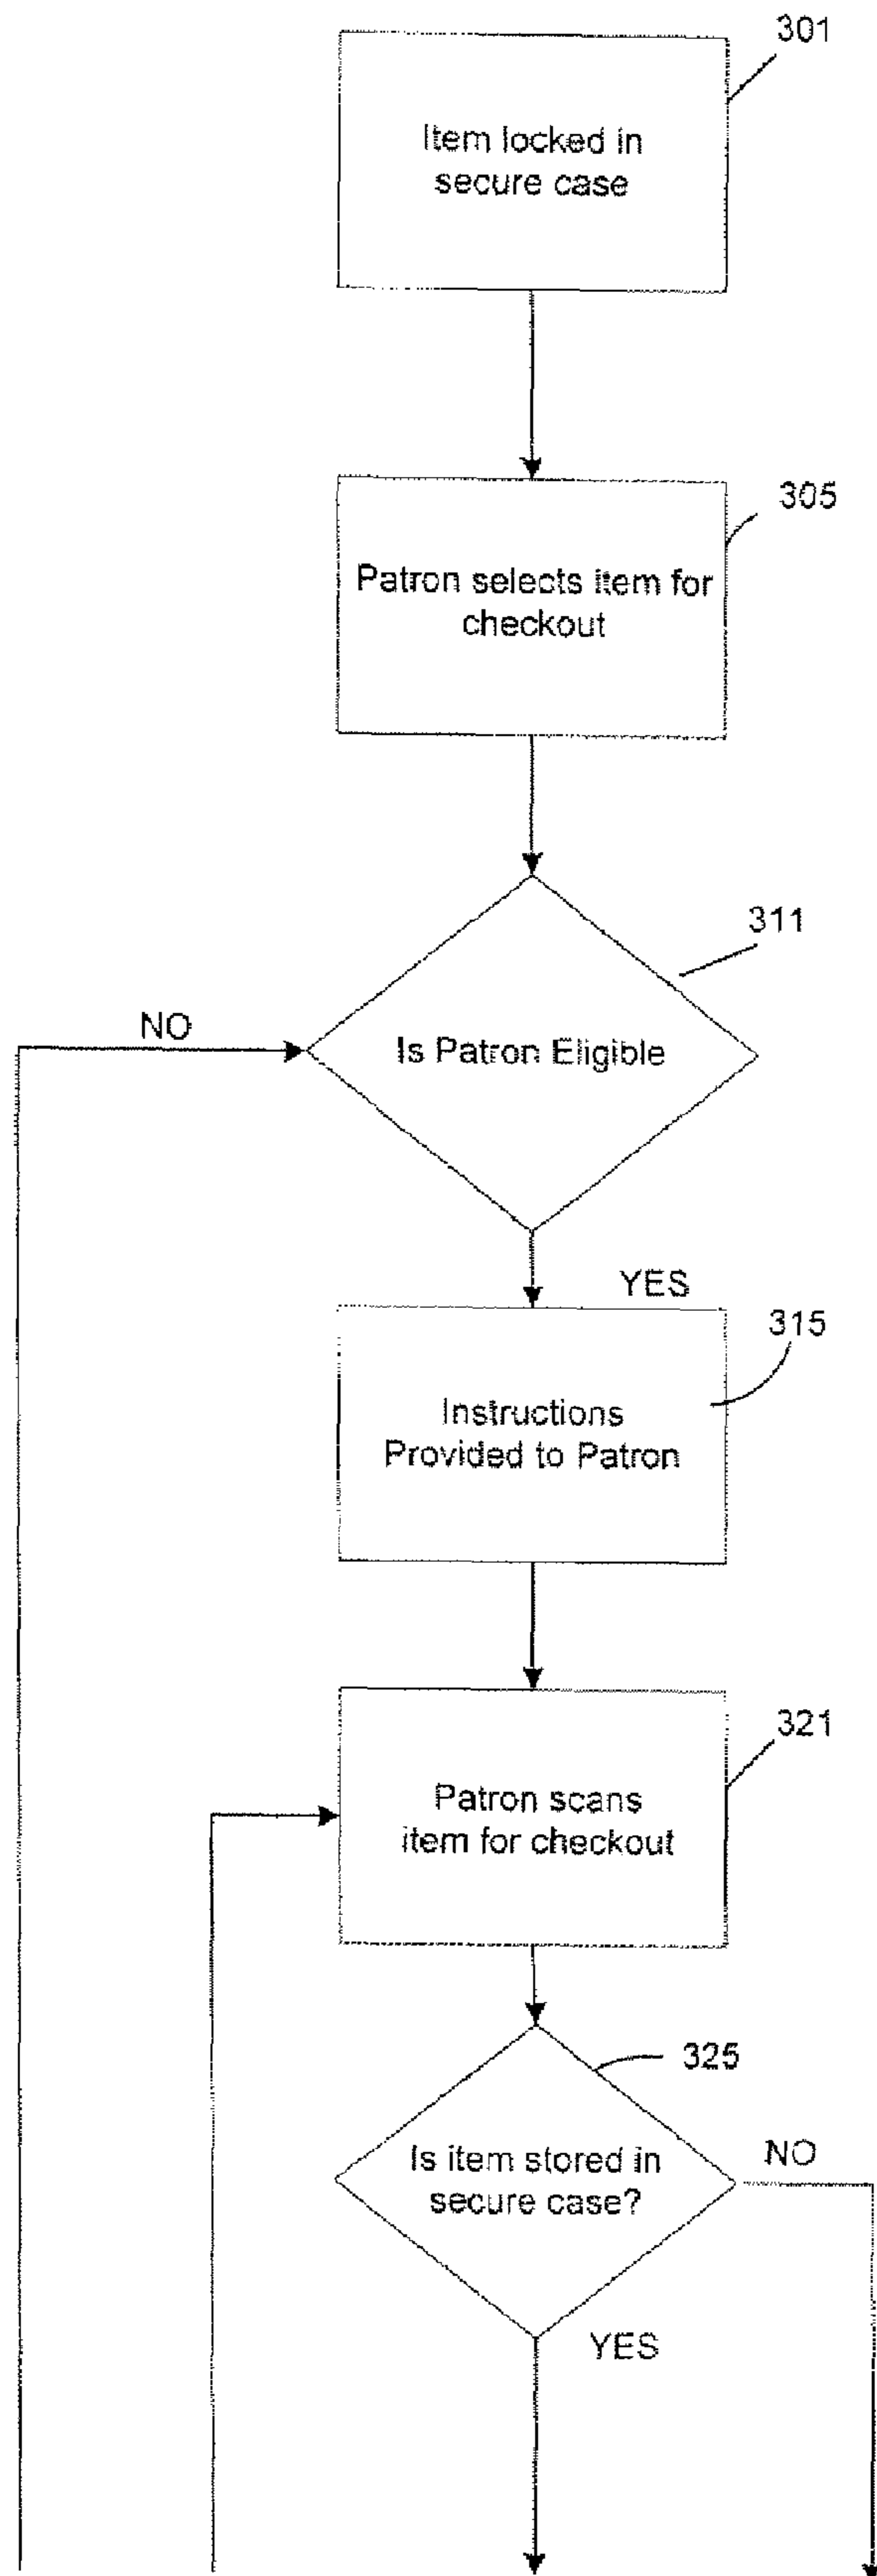 301
Item locked in
secure case
305
Patron selects item for
checkout
311
NO
Is Patron Eligible
YES
315
Instructions
Provided to Patron
321
Patron scans
item for checkout
325
Is item stored in
secure case?
NO
YES